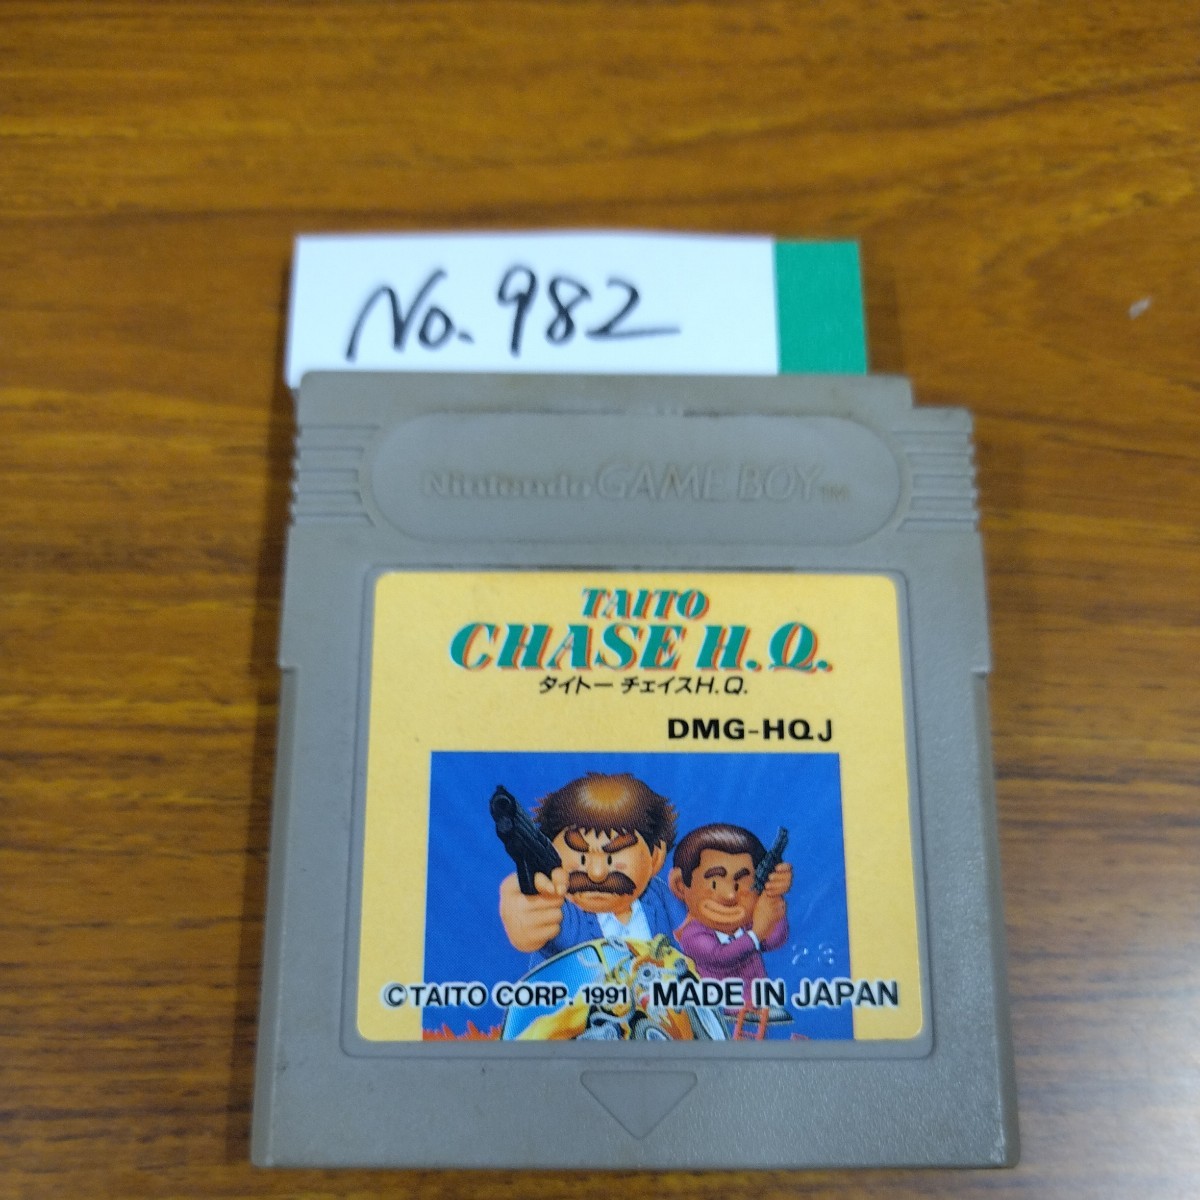 No. 982
Nintendo GAME BOY™
TAITO
CHASE H.Q.
タイトー チェイスH.Q.
DMG-HQJ
©TAITO CORP. 1991 MADE IN JAPAN